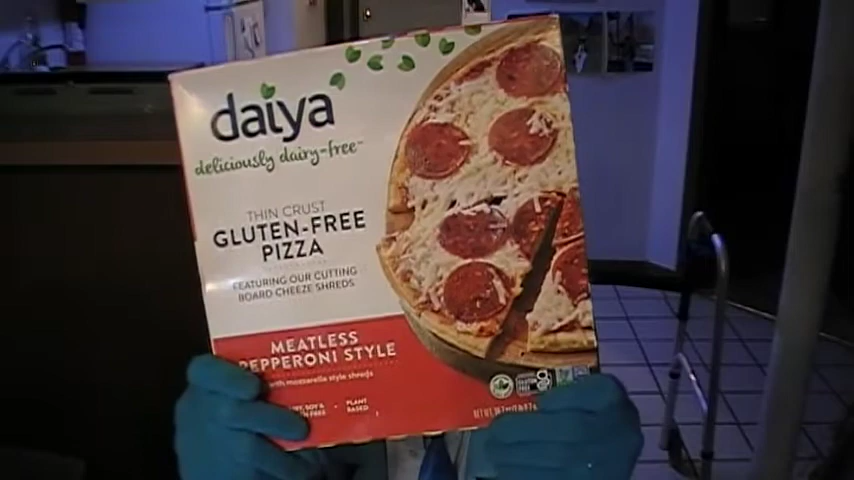 daiya
deliciously dairy-free
THIN CRUST
GLUTEN-FREE
PIZZA
FEATURING OUR CUTTING
BOARD CHEEZE SHREDS
MEATLESS
PEPPERONI STYLE
with mozzarella style shreds
PLANT
BASED